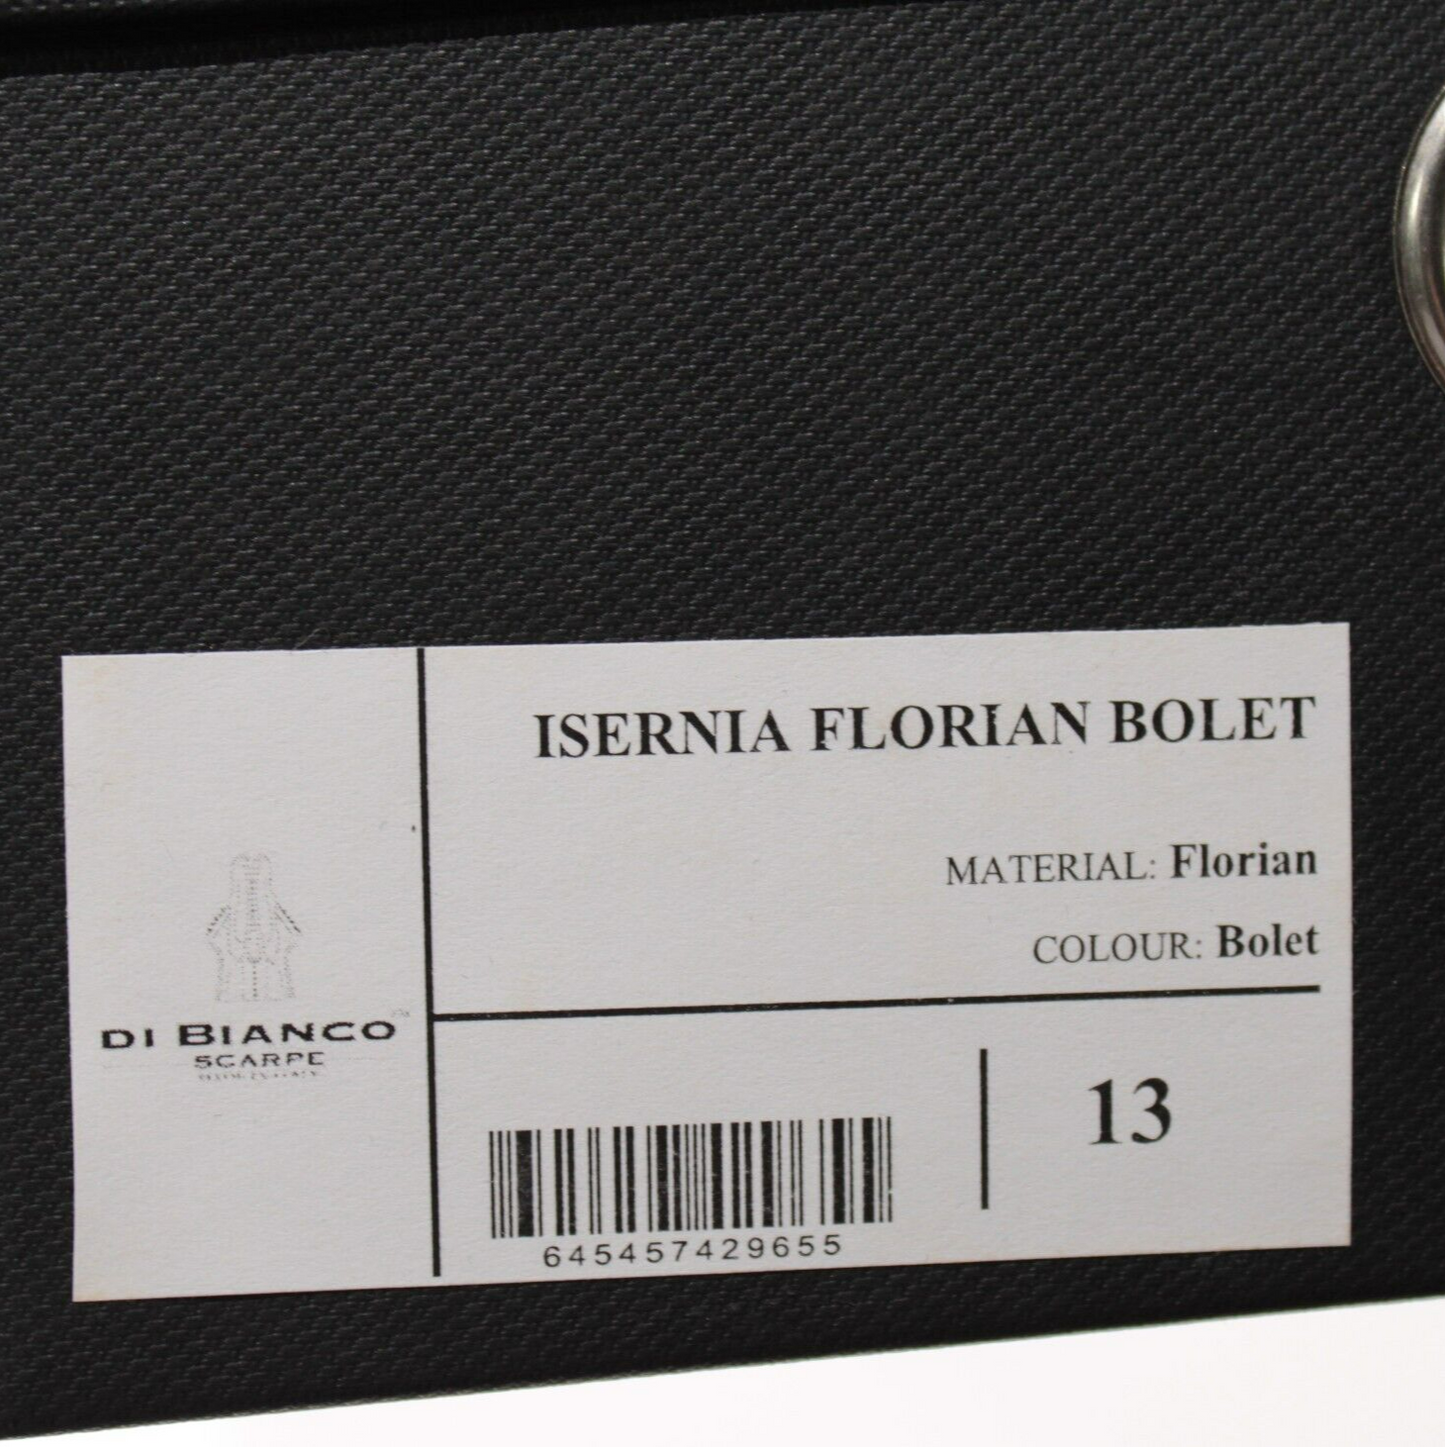 ISERNIA FLORIAN BOLET
MATERIAL: Florian
COLOUR: Bolet
DI BIANCO
SCARPE
645457429655
13